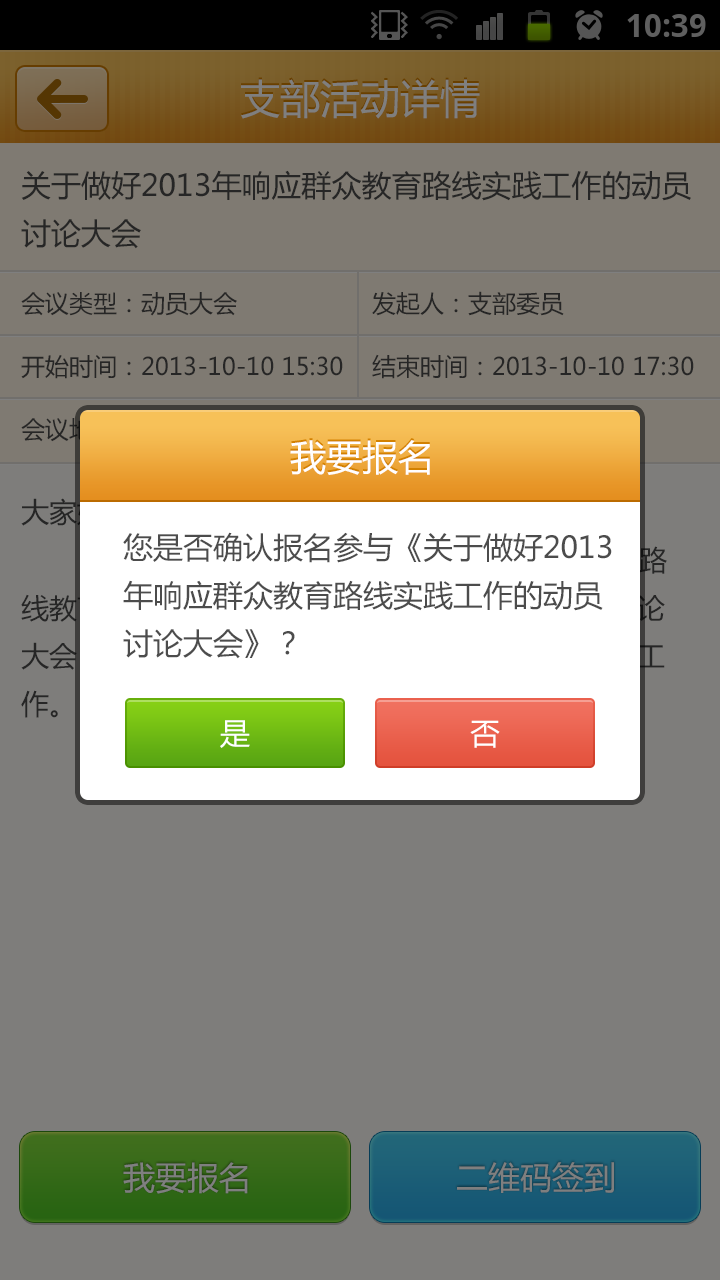 10:39
支部活动详情
关于做好2013年响应群众教育路线实践工作的动员
讨论大会
会议类型：动员大会
发起人：支部委员
开始时间：2013-10-10 15:30
结束时间：2013-10-10 17:30
会议
大家
路
线教
论
大会
工
作。
我要报名
您是否确认报名参与《关于做好2013
年响应群众教育路线实践工作的动员
讨论大会》？
是
否
我要报名
二维码签到